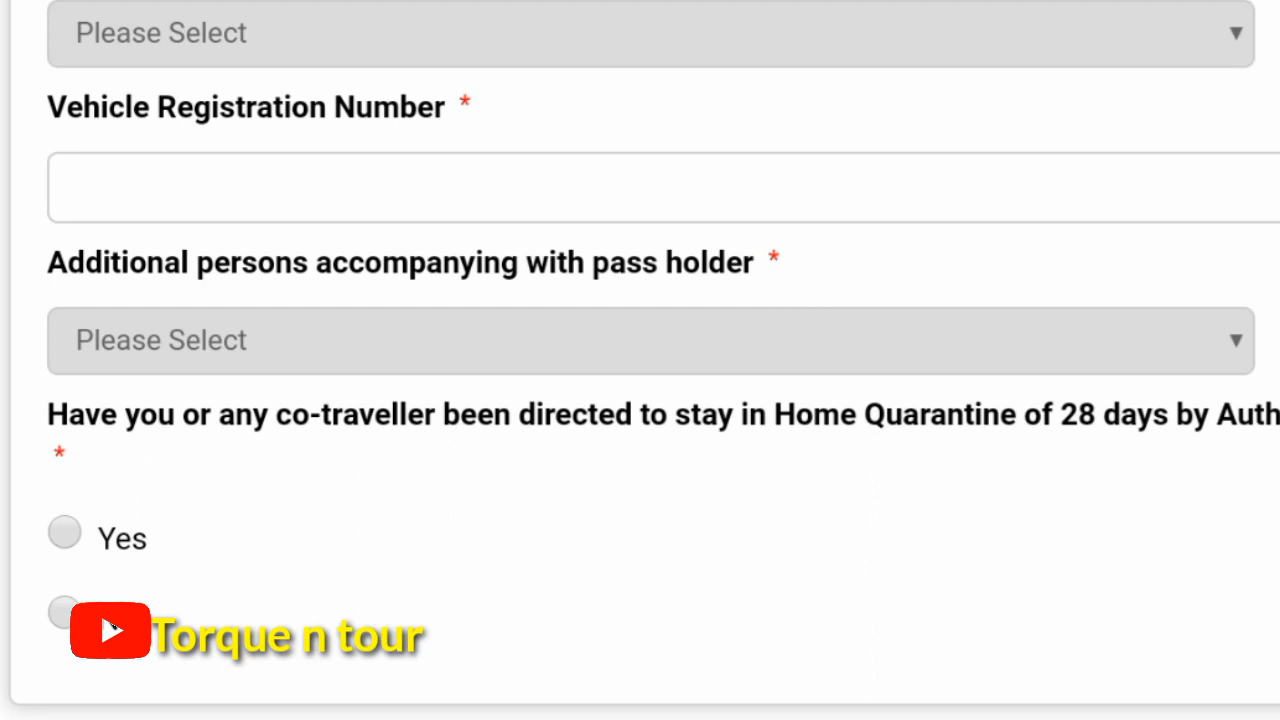 Please Select
Vehicle Registration Number *
Additional persons accompanying with pass holder *
Please Select
Have you or any co-traveller been directed to stay in Home Quarantine of 28 days by
*
Yes
Torque n tour